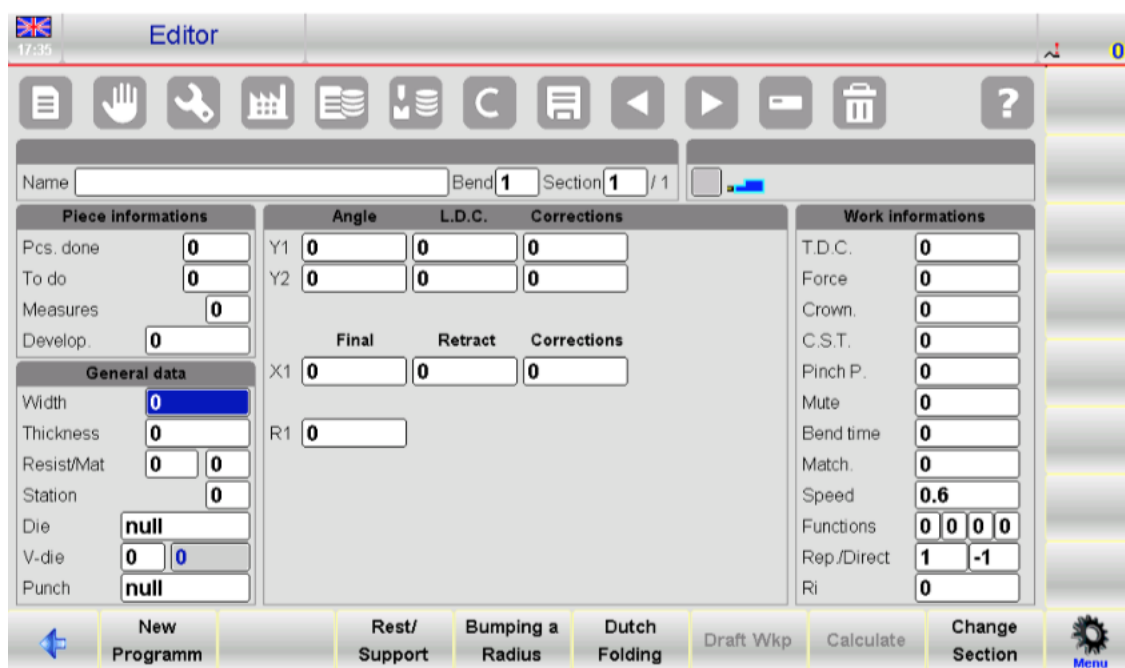 Editor
17:35
0
C
?
Name Bend 1 Section 1 / 1
Piece informations
Angle L.D.C. Corrections
Work informations
Pcs. done 0
Y1 0 0 0
T.D.C. 0
To do 0
Y2 0 0 0
Force 0
Measures 0
Crown. 0
Develop. 0
Final Retract Corrections
C.S.T. 0
General data
X1 0 0 0
Pinch P. 0
Width 0
Mute 0
Thickness 0
R1 0
Bend time 0
Resist/Mat 0 0
Match. 0
Station 0
Speed 0.6
Die null
Functions 0 0 0 0
V-die 0 0
Rep./Direct 1 -1
Punch null
Ri 0
New
Programm
Rest/
Support
Bumping a
Radius
Dutch
Folding
Draft Wkp
Calculate
Change
Section
Menu